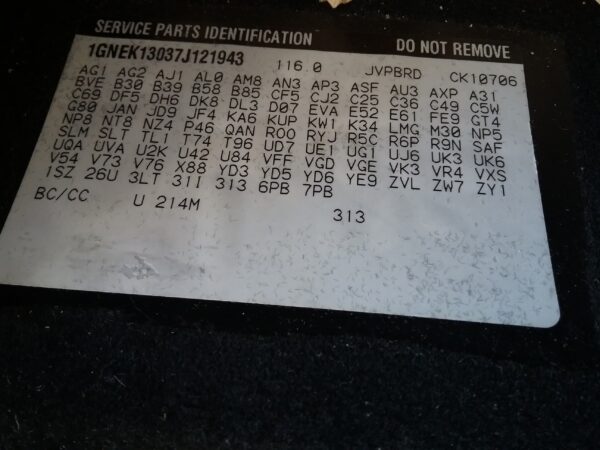 SERVICE PARTS IDENTIFICATION DO NOT REMOVE
1GNEK13037J121943 116 0 JVPBRD CK10706
AG1 AG2 AJ1 AL0 AM8 AN3 AP3 ASF AU3 AXP A31
BVE B30 B39 B58 B85 CF5 CJ2 C25 C36 C49 C5W
C69 DF5 DH6 DK8 DL3 D07 EVA E52 E61 FE9 GT4
G80 JAN JD9 JF4 KA6 KUP KW1 K34 LMG M30 NP5
NP8 NT8 NZ4 P46 QAN R00 RYJ R5C R6P R9N SAF
SLM SLT TL1 T74 T96 UD7 UE1 UG1 UJ6 UK3 UK6
UQA UVA U2K U42 U84 VFF VGD VGE VK3 VR4 VXS
V54 V73 V76 X88 YD3 YD5 YD6 YE9 ZVL ZW7 ZY1
1SZ 26U 3LT 31I 313 6PB 7PB
BC/CC U 214M 313